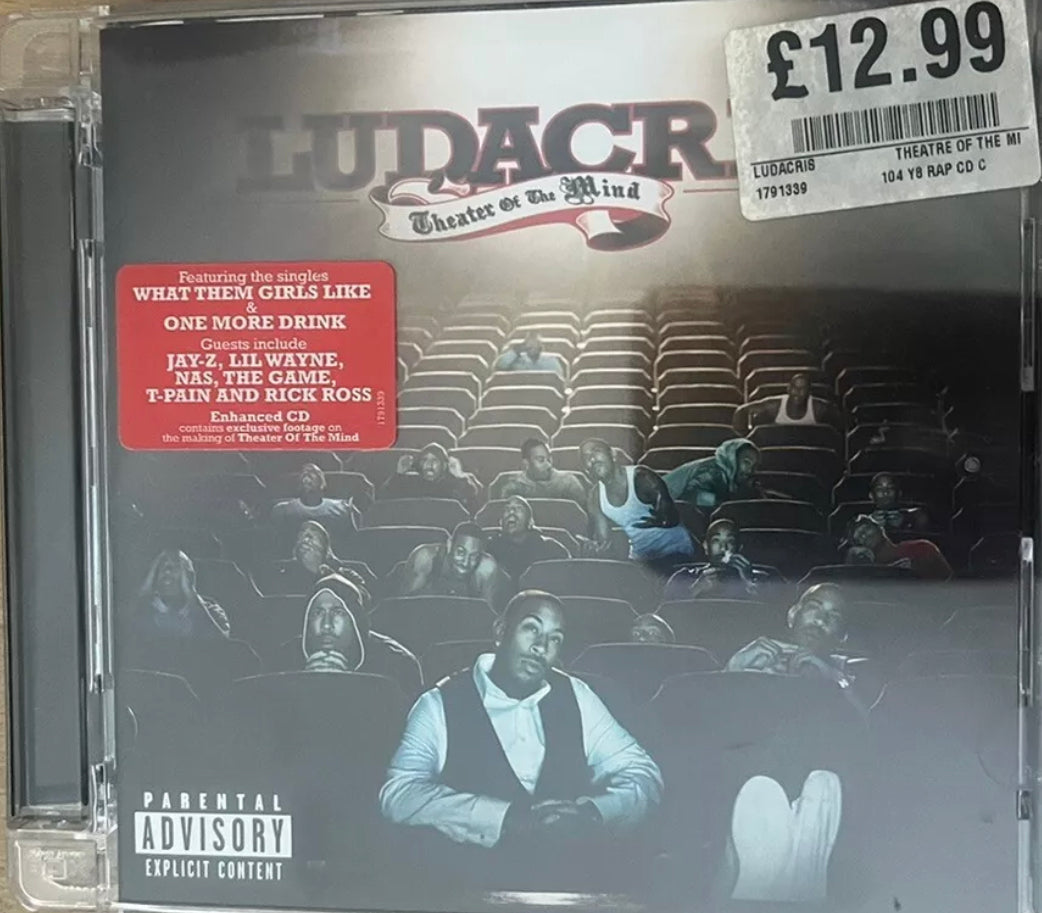 £12.99
LUDACRIS
THEATRE OF THE MI
1791339
104 Y8 RAP CD C
LUDACRI
Theater Of The Mind
Featuring the singles
WHAT THEM GIRLS LIKE
&
ONE MORE DRINK
Guests include
JAY-Z, LIL WAYNE,
NAS, THE GAME,
T-PAIN AND RICK ROSS
Enhanced CD
contains exclusive footage on
the making of Theater Of The Mind
1791339
PARENTAL
ADVISORY
EXPLICIT CONTENT